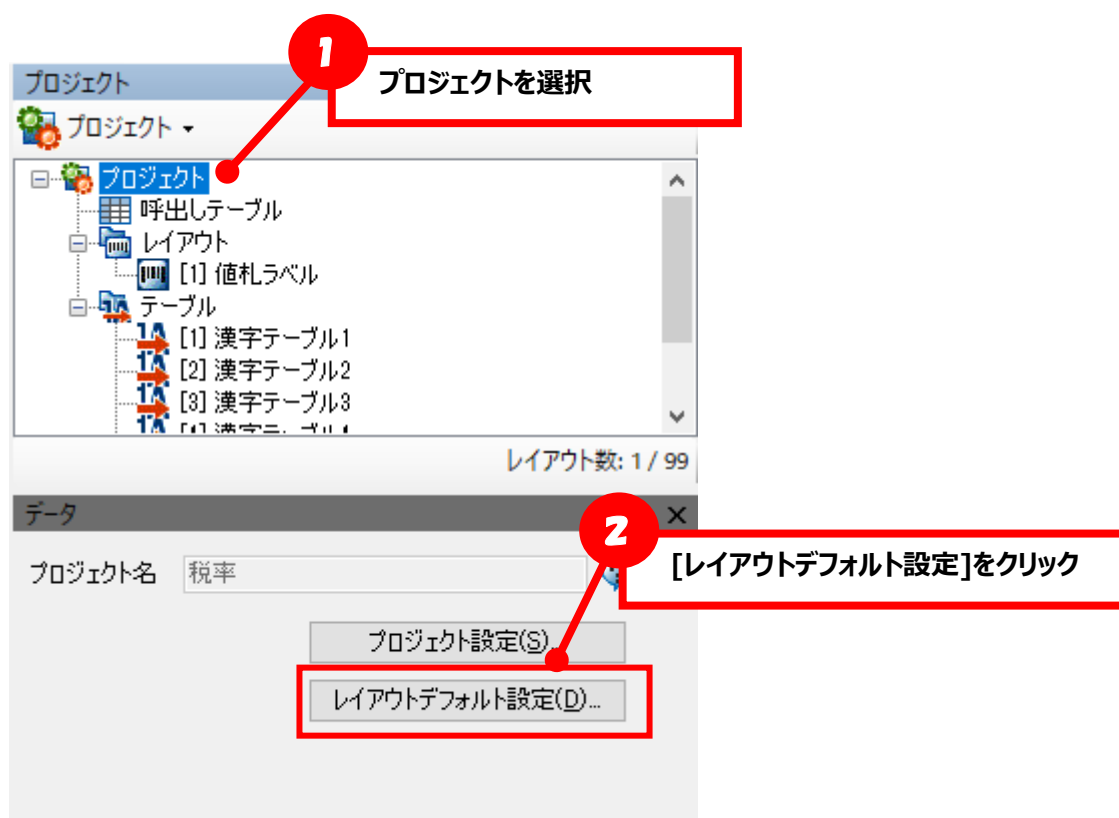 1
プロジェクトを選択
プロジェクト
プロジェクト
プロジェクト
呼出しテーブル
レイアウト
[1] 値札ラベル
テーブル
[1] 漢字テーブル1
[2] 漢字テーブル2
[3] 漢字テーブル3
レイアウト数: 1 / 99
データ
2
[レイアウトデフォルト設定]をクリック
プロジェクト名 税率
プロジェクト設定(S)...
レイアウトデフォルト設定(D)...